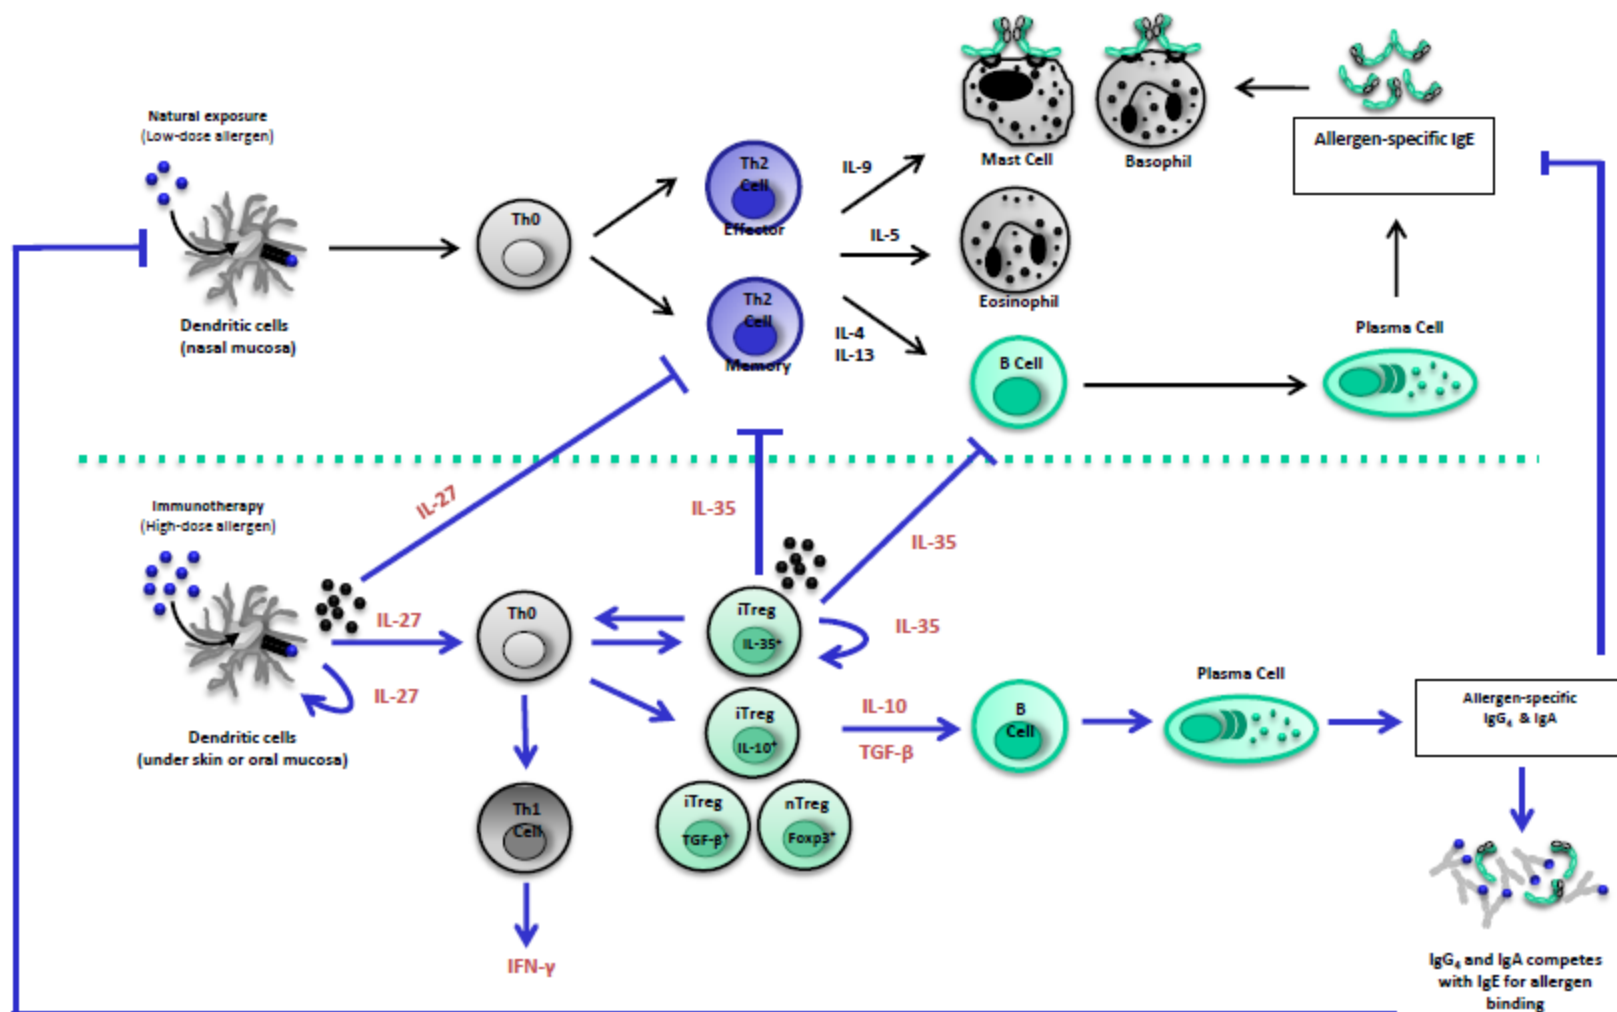 Natural exposure
(Low-dose allergen)
Dendritic cells
(nasal mucosa)
Th0
Th2
Cell
Effector
Th2
Cell
Memory
IL-9
IL-5
IL-4
IL-13
Mast Cell
Basophil
Eosinophil
B Cell
Allergen-specific IgE
Plasma Cell
Immunotherapy
(High-dose allergen)
Dendritic cells
(under skin or oral mucosa)
IL-27
IL-27
IL-27
Th0
Th1
Cell
IFN-γ
IL-35
IL-35
IL-35
iTreg
IL-35⁺
iTreg
IL-10⁺
iTreg
TGF-β⁺
nTreg
Foxp3⁺
IL-10
TGF-β
B
Cell
Plasma Cell
Allergen-specific
IgG₄ & IgA
IgG₄ and IgA competes
with IgE for allergen
binding